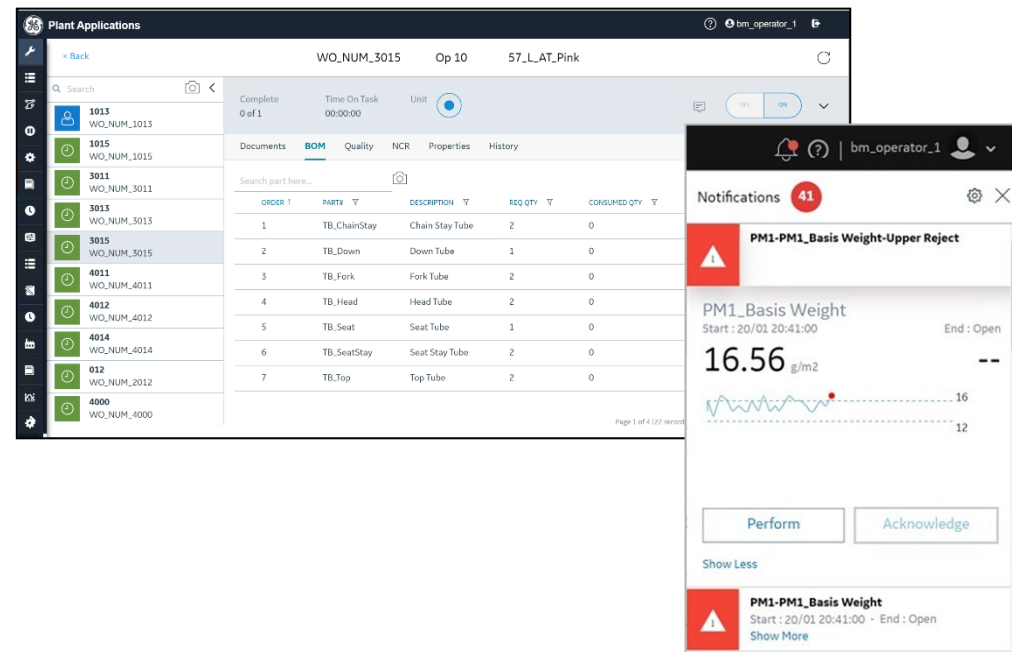 Plant Applications
bm_operator_1
< Back
WO_NUM_3015 Op 10 57_L_AT_Pink
Search
1013
WO_NUM_1013
1015
WO_NUM_1015
3011
WO_NUM_3011
3013
WO_NUM_3013
3015
WO_NUM_3015
4011
WO_NUM_4011
4012
WO_NUM_4012
4014
WO_NUM_4014
012
WO_NUM_2012
4000
WO_NUM_4000
Complete Time On Task Unit
0 of 1 00:00:00
OFF ON
Documents BOM Quality NCR Properties History
Search part here...
ORDER PART# DESCRIPTION REQ QTY CONSUMED QTY
1 TB_ChainStay Chain Stay Tube 2 0
2 TB_Down Down Tube 1 0
3 TB_Fork Fork Tube 2 0
4 TB_Head Head Tube 2 0
5 TB_Seat Seat Tube 1 0
6 TB_SeatStay Seat Stay Tube 2 0
7 TB_Top Top Tube 2 0
Page 1 of 4 (22 record
bm_operator_1
Notifications 41
PM1-PM1_Basis Weight-Upper Reject
PM1_Basis Weight
Start : 20/01 20:41:00 End : Open
16.56 g/m2 --
16
12
Perform Acknowledge
Show Less
PM1-PM1_Basis Weight
Start : 20/01 20:41:00 - End : Open
Show More